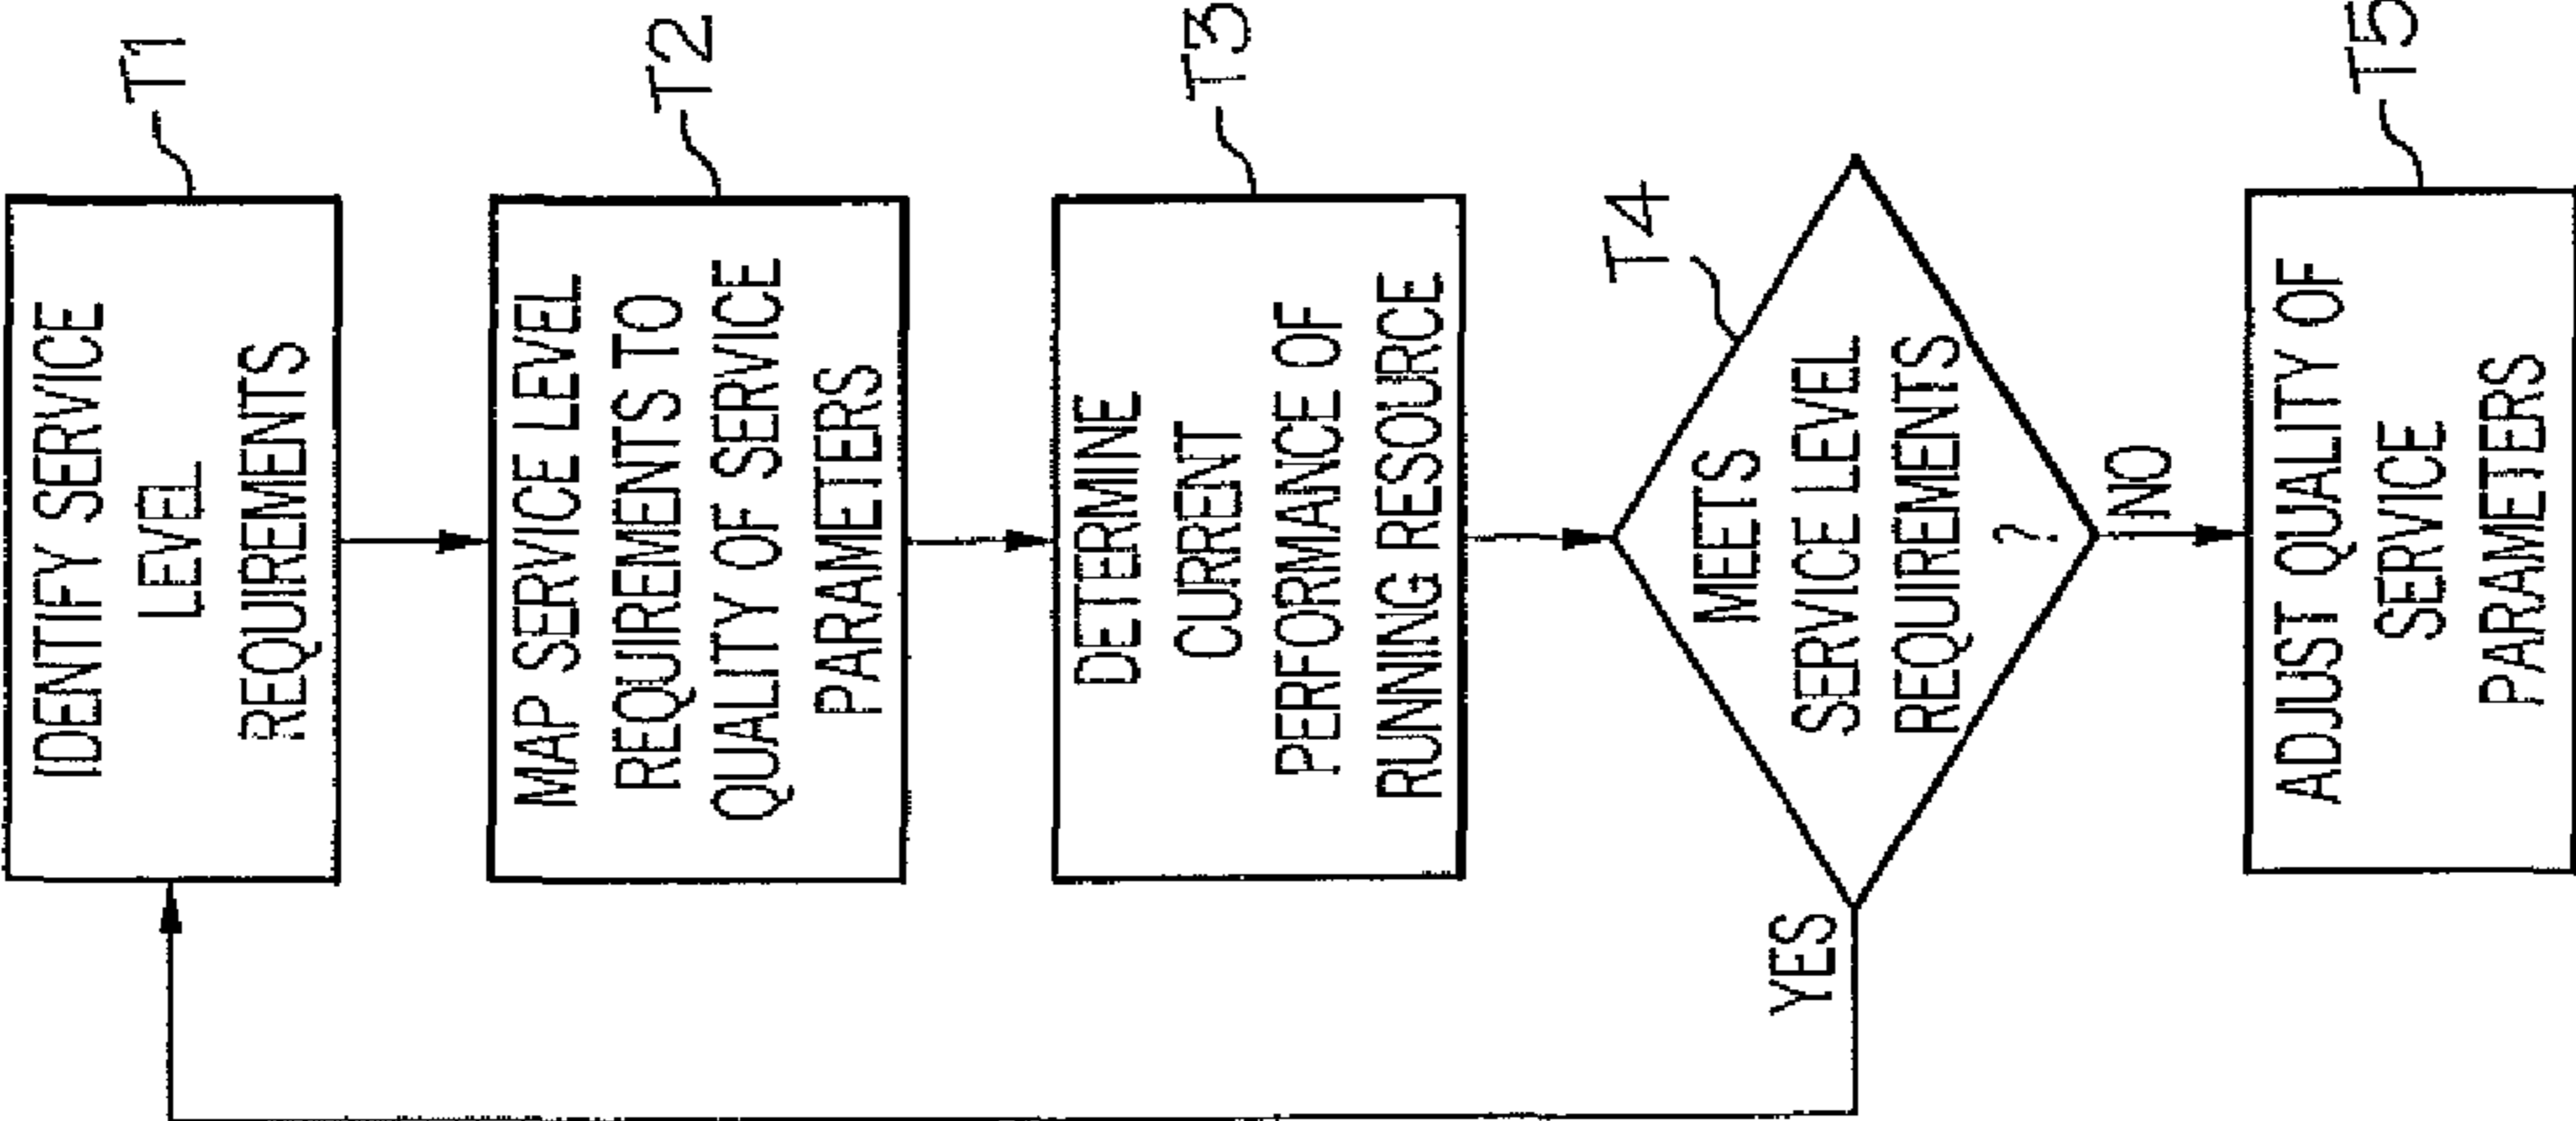 IDENTIFY SERVICE
LEVEL
REQUIREMENTS
T1
MAP SERVICE LEVEL
REQUIREMENTS TO
QUALITY OF SERVICE
PARAMETERS
T2
DETERMINE
CURRENT
PERFORMANCE OF
RUNNING RESOURCE
T3
MEETS
SERVICE LEVEL
REQUIREMENTS
?
T4
YES
NO
ADJUST QUALITY OF
SERVICE
PARAMETERS
T5